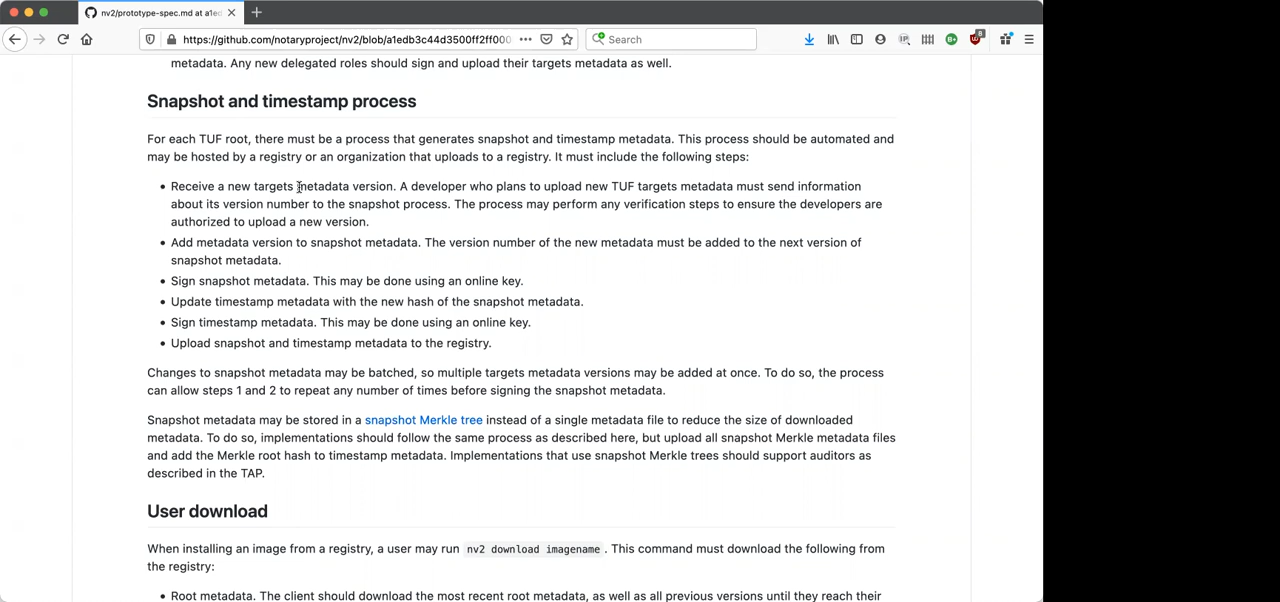 nv2/prototype-spec.md at a1ed
https://github.com/notaryproject/nv2/blob/a1edb3c44d3500ff2ff000
Search
metadata. Any new delegated roles should sign and upload their targets metadata as well.
Snapshot and timestamp process
For each TUF root, there must be a process that generates snapshot and timestamp metadata. This process should be automated and
may be hosted by a registry or an organization that uploads to a registry. It must include the following steps:
• Receive a new targets metadata version. A developer who plans to upload new TUF targets metadata must send information
about its version number to the snapshot process. The process may perform any verification steps to ensure the developers are
authorized to upload a new version.
• Add metadata version to snapshot metadata. The version number of the new metadata must be added to the next version of
snapshot metadata.
• Sign snapshot metadata. This may be done using an online key.
• Update timestamp metadata with the new hash of the snapshot metadata.
• Sign timestamp metadata. This may be done using an online key.
• Upload snapshot and timestamp metadata to the registry.
Changes to snapshot metadata may be batched, so multiple targets metadata versions may be added at once. To do so, the process
can allow steps 1 and 2 to repeat any number of times before signing the snapshot metadata.
Snapshot metadata may be stored in a snapshot Merkle tree instead of a single metadata file to reduce the size of downloaded
metadata. To do so, implementations should follow the same process as described here, but upload all snapshot Merkle metadata files
and add the Merkle root hash to timestamp metadata. Implementations that use snapshot Merkle trees should support auditors as
described in the TAP.
User download
When installing an image from a registry, a user may run nv2 download imagename . This command must download the following from
the registry:
• Root metadata. The client should download the most recent root metadata, as well as all previous versions until they reach their